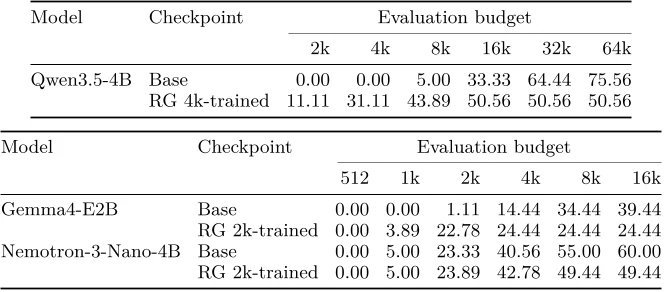 Model Checkpoint Evaluation budget
2k 4k 8k 16k 32k 64k
Qwen3.5-4B Base 0.00 0.00 5.00 33.33 64.44 75.56
RG 4k-trained 11.11 31.11 43.89 50.56 50.56 50.56
Model Checkpoint Evaluation budget
512 1k 2k 4k 8k 16k
Gemma4-E2B Base 0.00 0.00 1.11 14.44 34.44 39.44
RG 2k-trained 0.00 3.89 22.78 24.44 24.44 24.44
Nemotron-3-Nano-4B Base 0.00 5.00 23.33 40.56 55.00 60.00
RG 2k-trained 0.00 5.00 23.89 42.78 49.44 49.44